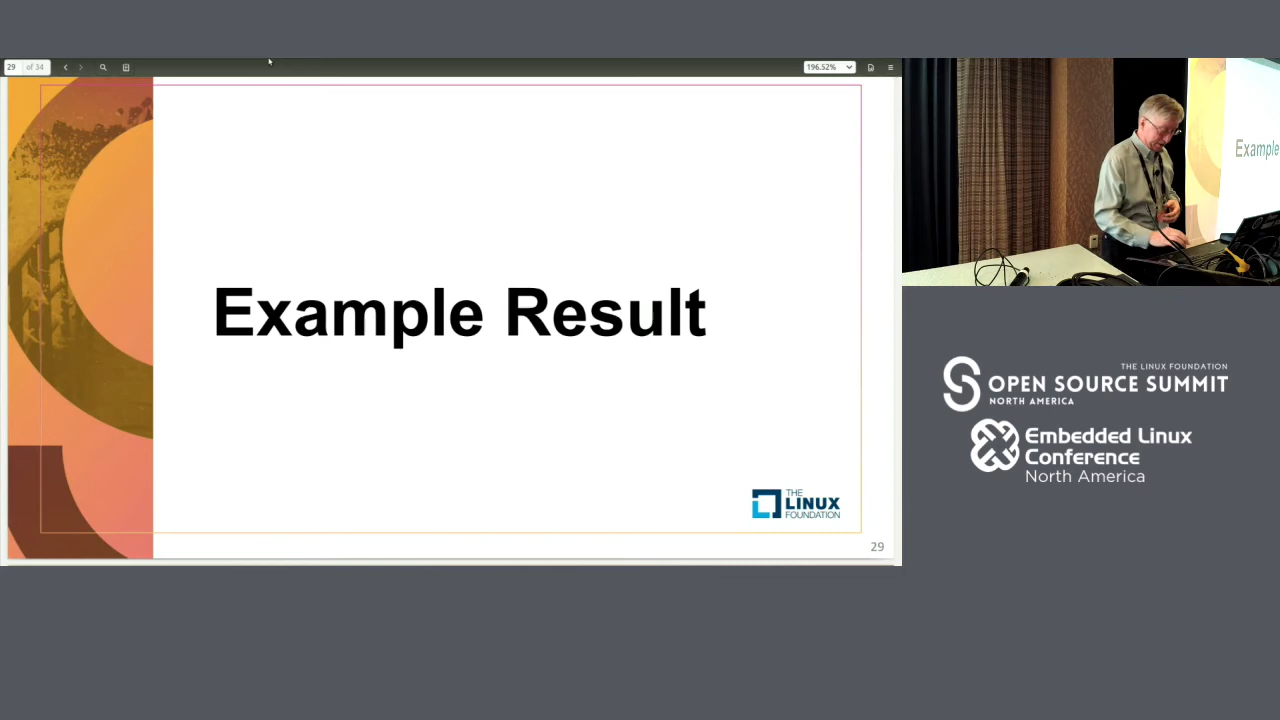 29 of 34
196.52%
Example Result
THE
LINUX
FOUNDATION
29
Example
THE LINUX FOUNDATION
OPEN SOURCE SUMMIT
NORTH AMERICA
Embedded Linux
Conference
North America